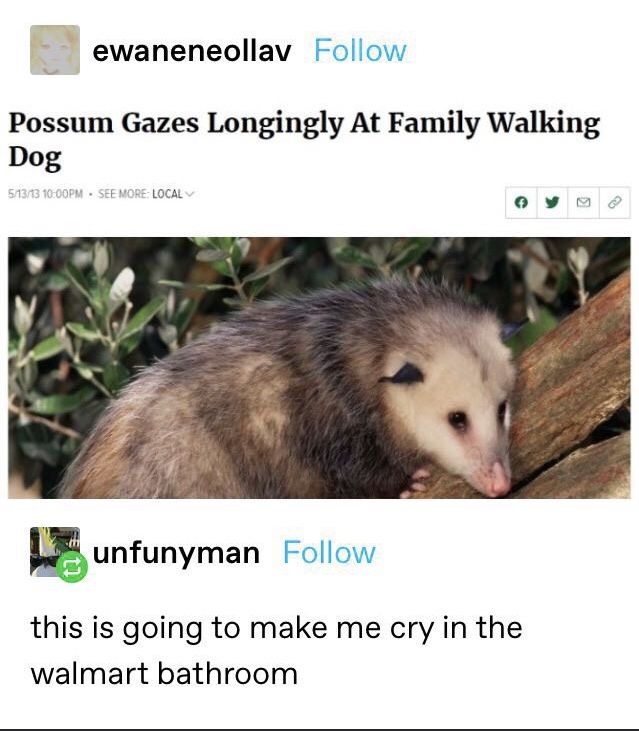 ewaneneollav Follow
Possum Gazes Longingly At Family Walking
Dog
5/13/13 10:00PM • SEE MORE: LOCAL
unfunyman Follow
this is going to make me cry in the
walmart bathroom